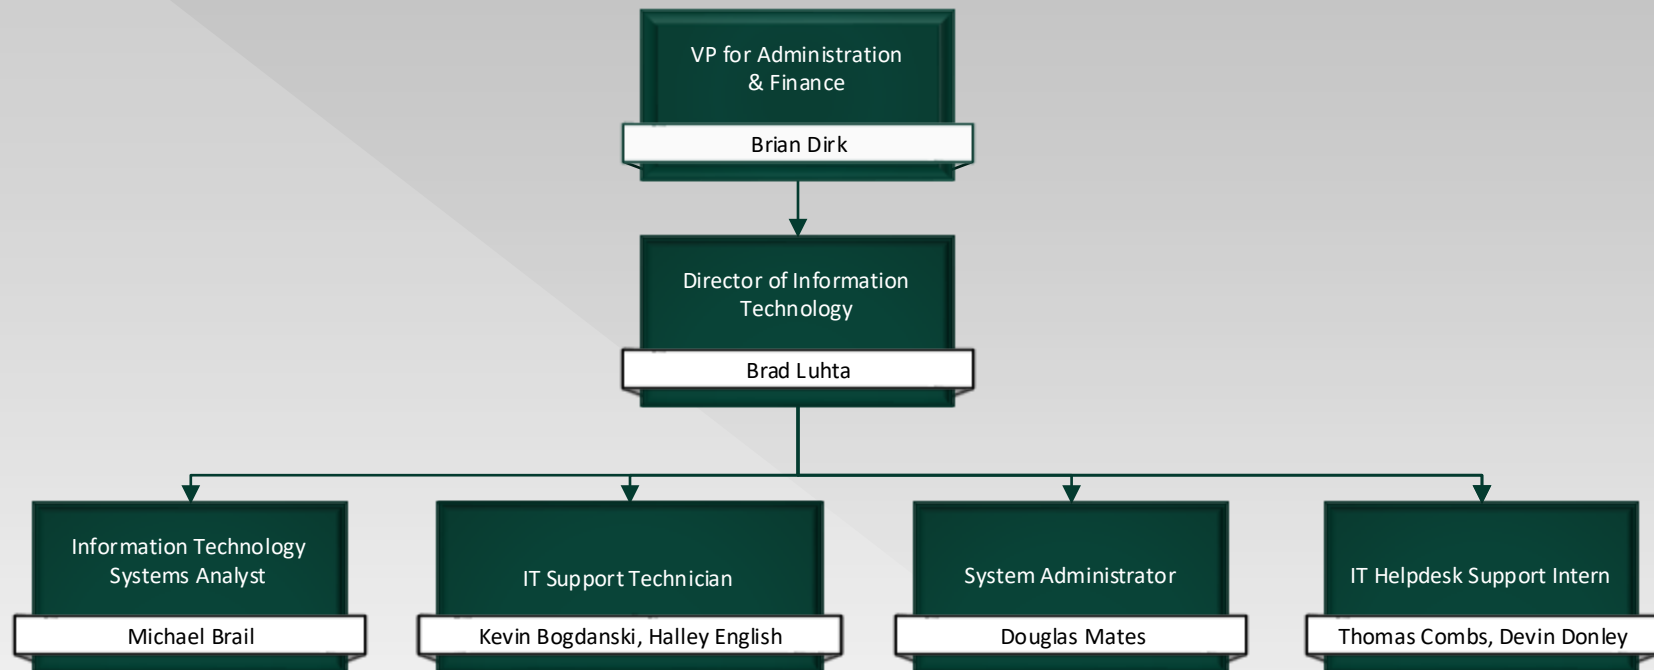 VP for Administration
& Finance
Brian Dirk
Director of Information
Technology
Brad Luhta
Information Technology
Systems Analyst
Michael Brail
IT Support Technician
Kevin Bogdanski, Halley English
System Administrator
Douglas Mates
IT Helpdesk Support Intern
Thomas Combs, Devin Donley